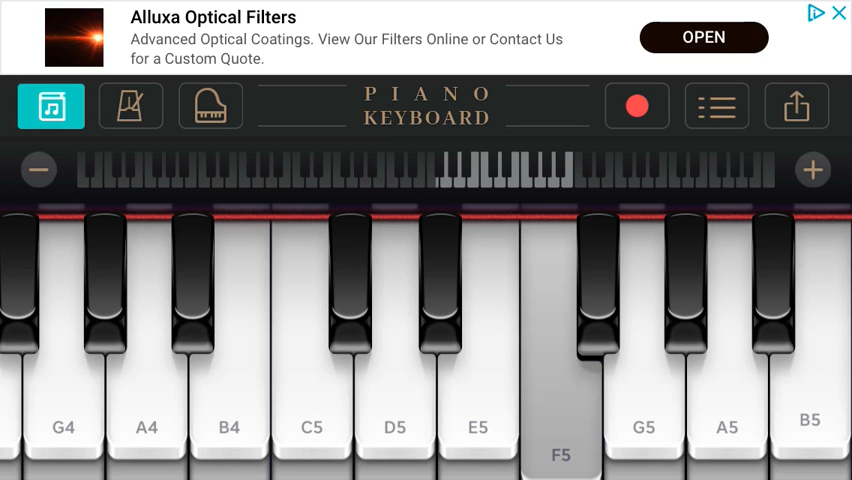 Alluxa Optical Filters
Advanced Optical Coatings. View Our Filters Online or Contact Us
for a Custom Quote.
OPEN
PIANO
KEYBOARD
G4 A4 B4 C5 D5 E5 F5 G5 A5 B5